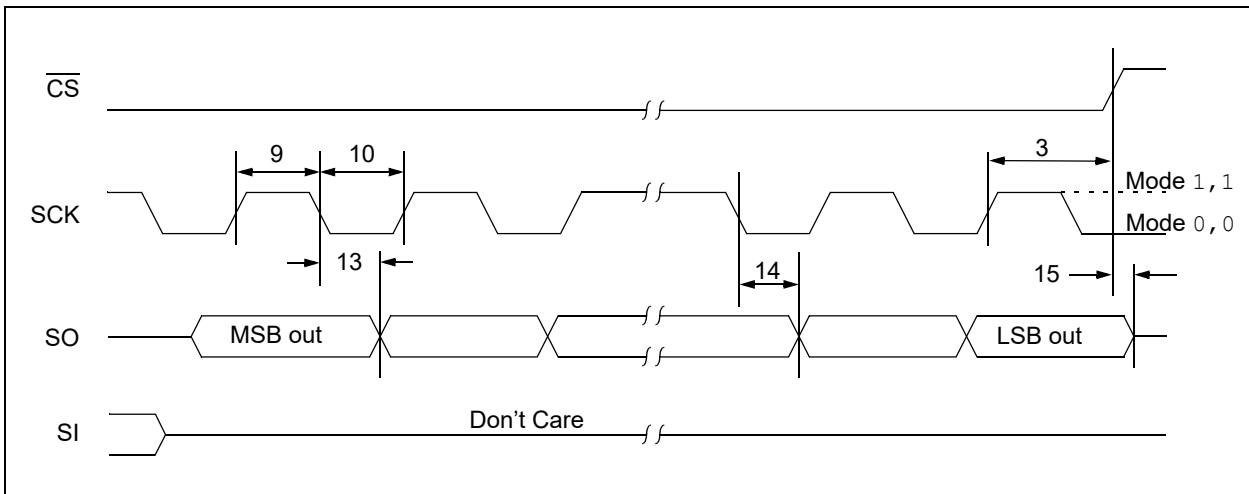 CS
9
10
3
SCK
Mode 1,1
Mode 0,0
13
14
15
SO
MSB out
LSB out
SI
Don't Care